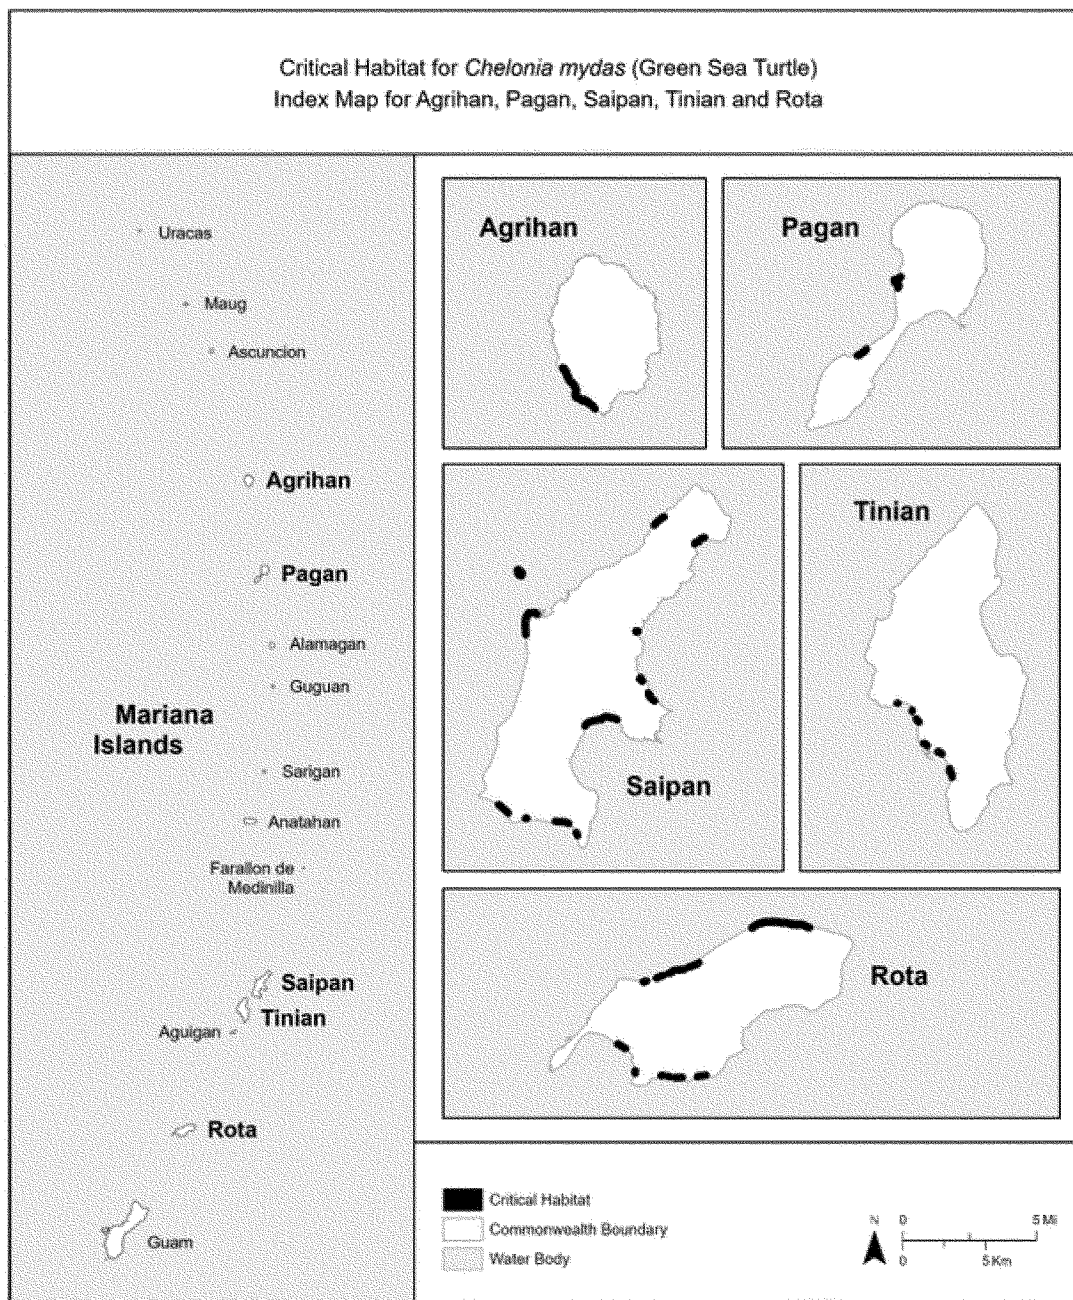 Critical Habitat for Chelonia mydas (Green Sea Turtle)
Index Map for Agrihan, Pagan, Saipan, Tinian and Rota
Uracas
Maug
Ascuncion
Agrihan
Pagan
Alamagan
Guguan
Mariana
Islands
Sarigan
Anatahan
Farallon de
Medinilla
Saipan
Tinian
Aguigan
Rota
Guam
Agrihan
Pagan
Saipan
Tinian
Rota
Critical Habitat
Commonwealth Boundary
Water Body
N
0 5 Mi
0 5 Km